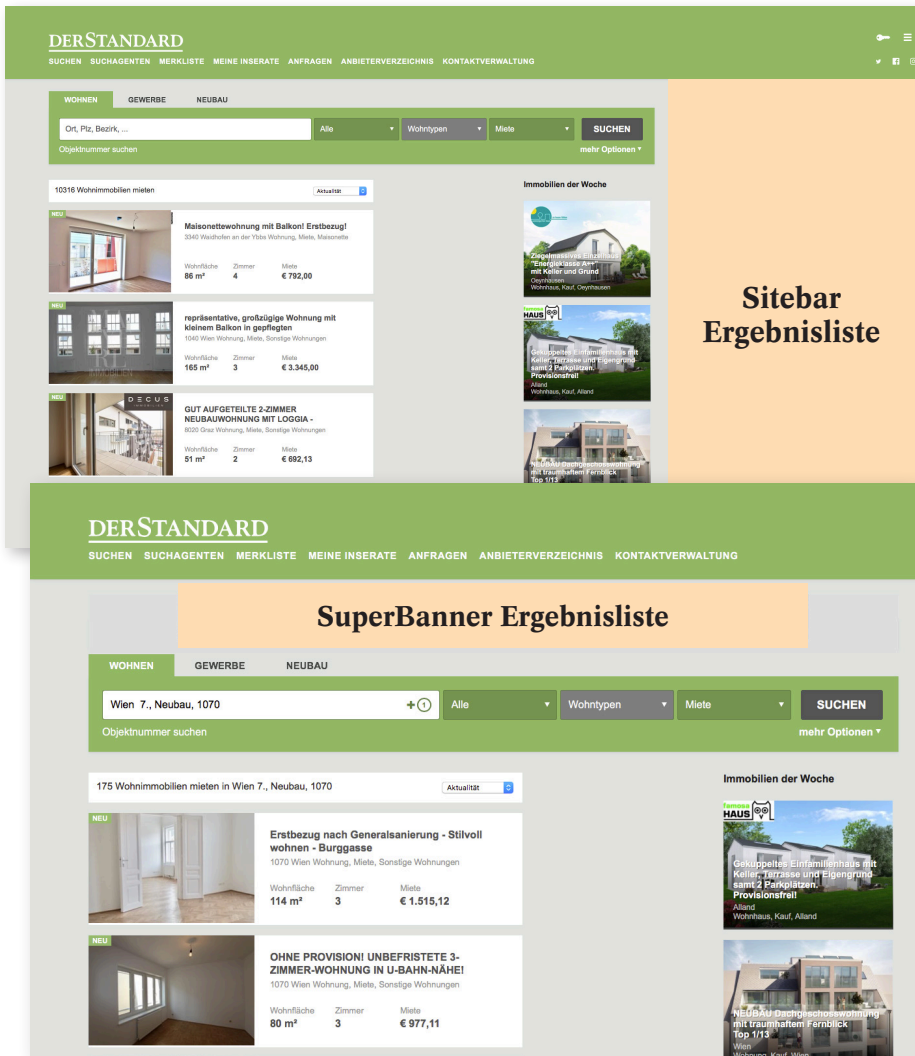 DERSTANDARD
SUCHEN SUCHAGENTEN MERKLISTE MEINE INSERATE ANFRAGEN ANBIETERVERZEICHNIS KONTAKTVERWALTUNG
WOHNEN GEWERBE NEUBAU
Ort, Plz, Bezirk, ... Alle Wohntypen Miete SUCHEN
Objektnummer suchen mehr Optionen
10316 Wohnimmobilien mieten Aktualität
NEU
Maisonettewohnung mit Balkon! Erstbezug!
3340 Waidhofen an der Ybbs Wohnung, Miete, Maisonette
Wohnfläche Zimmer Miete
86 m² 4 € 792,00
NEU
repräsentative, großzügige Wohnung mit
kleinem Balkon in gepflegten
1040 Wien Wohnung, Miete, Sonstige Wohnungen
Wohnfläche Zimmer Miete
165 m² 3 € 3.345,00
IMMOBILIEN
NEU
DECUS
GUT AUFGETEILTE 2-ZIMMER
NEUBAUWOHNUNG MIT LOGGIA -
8020 Graz Wohnung, Miete, Sonstige Wohnungen
Wohnfläche Zimmer Miete
51 m² 2 € 692,13
Immobilien der Woche
Ziegelmassives Einzelhaus
"Energieklasse A++"
mit Keller und Grund
Oeynhausen
Wohnhaus, Kauf, Oeynhausen
famosa
HAUS
Gekuppeltes Einfamilienhaus mit
Keller, Terrasse und Eigengrund
samt 2 Parkplätzen.
Provisionsfrei!
Alland
Wohnhaus, Kauf, Alland
NEUBAU Dachgeschosswohnung
mit traumhaftem Fernblick
Top 1/13
Sitebar
Ergebnisliste
DERSTANDARD
SUCHEN SUCHAGENTEN MERKLISTE MEINE INSERATE ANFRAGEN ANBIETERVERZEICHNIS KONTAKTVERWALTUNG
SuperBanner Ergebnisliste
WOHNEN GEWERBE NEUBAU
Wien 7., Neubau, 1070 +1 Alle Wohntypen Miete SUCHEN
Objektnummer suchen mehr Optionen
175 Wohnimmobilien mieten in Wien 7., Neubau, 1070 Aktualität
NEU
Erstbezug nach Generalsanierung - Stilvoll
wohnen - Burggasse
1070 Wien Wohnung, Miete, Sonstige Wohnungen
Wohnfläche Zimmer Miete
114 m² 3 € 1.515,12
NEU
OHNE PROVISION! UNBEFRISTETE 3-
ZIMMER-WOHNUNG IN U-BAHN-NÄHE!
1070 Wien Wohnung, Miete, Sonstige Wohnungen
Wohnfläche Zimmer Miete
80 m² 3 € 977,11
Immobilien der Woche
famosa
HAUS
Gekuppeltes Einfamilienhaus mit
Keller, Terrasse und Eigengrund
samt 2 Parkplätzen.
Provisionsfrei!
Alland
Wohnhaus, Kauf, Alland
NEUBAU Dachgeschosswohnung
mit traumhaftem Fernblick
Top 1/13
Wien
Wohnung, Kauf, Wien